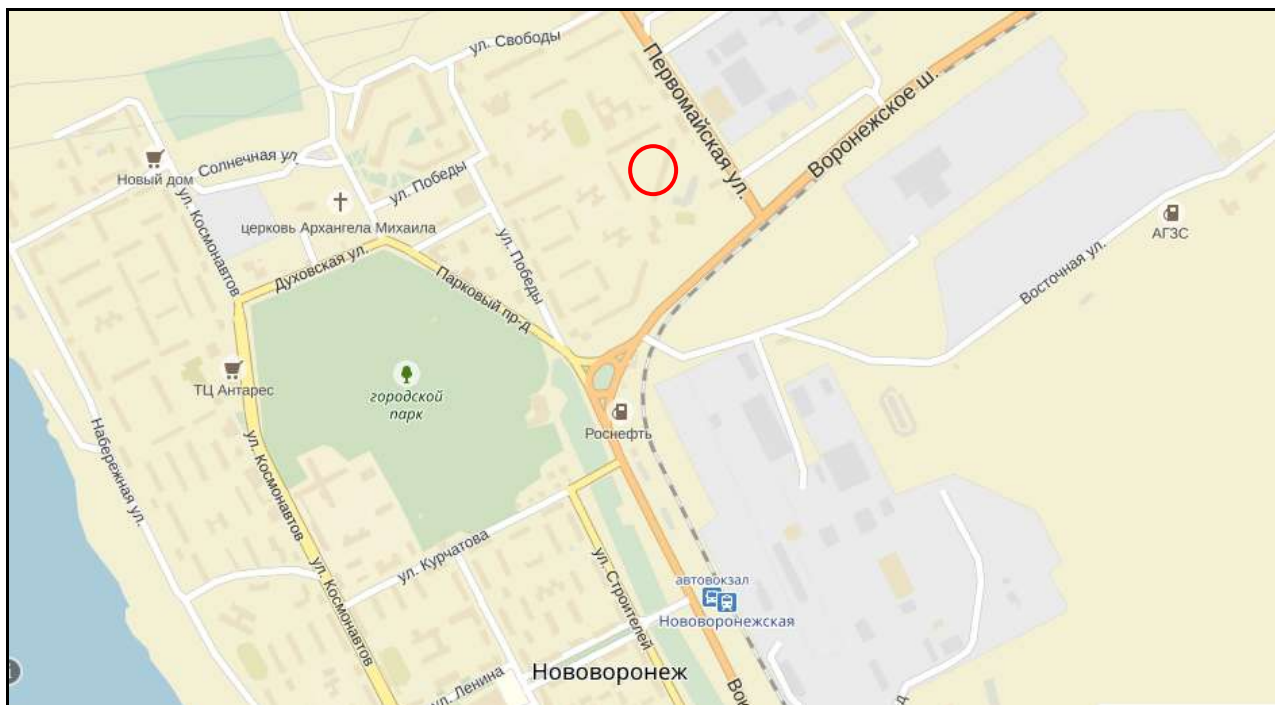 ул. Свободы
Первомайская ул.
Воронежское ш.
Новый дом
Солнечная ул.
ул. Победы
церковь Архангела Михаила
ул. Космонавтов
ул. Победы
АГЗС
Восточная ул.
Духовская ул.
Парковый пр-д
ТЦ Антарес
городской
парк
Роснефть
Набережная ул.
ул. Космонавтов
ул. Курчатова
ул. Космонавтов
ул. Строителей
автовокзал
Нововоронежская
Нововоронеж
ул. Ленина
Вок